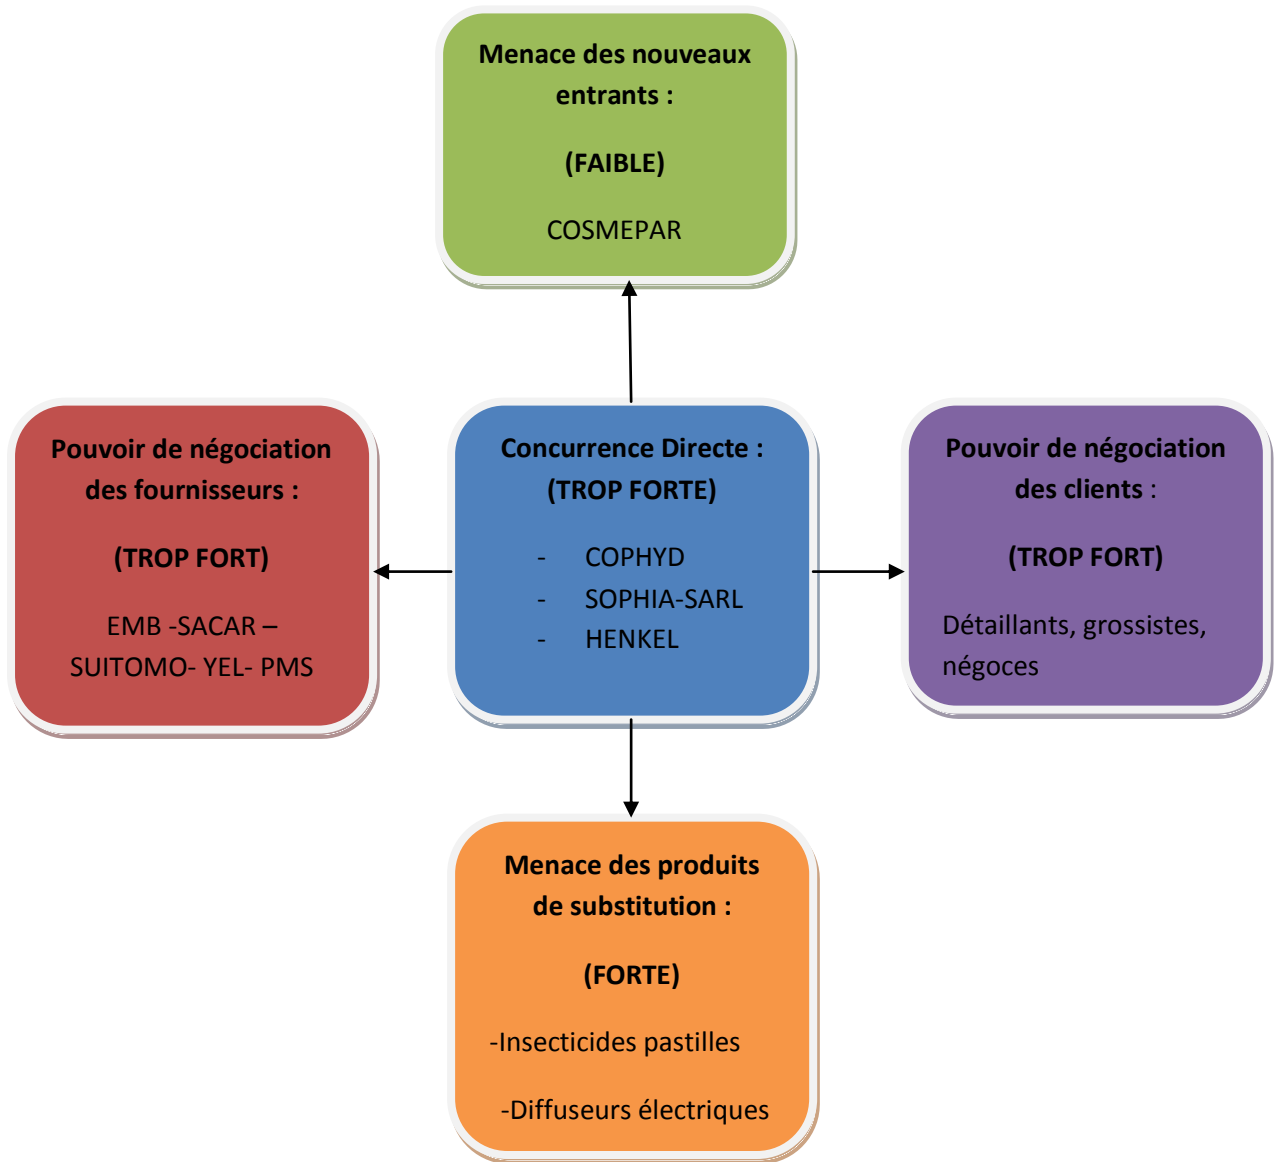 Menace des nouveaux
entrants :
(FAIBLE)
COSMEPAR
Pouvoir de négociation
des fournisseurs :
(TROP FORT)
EMB -SACAR –
SUITOMO- YEL- PMS
Concurrence Directe :
(TROP FORTE)
- COPHYD
- SOPHIA-SARL
- HENKEL
Pouvoir de négociation
des clients :
(TROP FORT)
Détaillants, grossistes,
négoces
Menace des produits
de substitution :
(FORTE)
-Insecticides pastilles
-Diffuseurs électriques